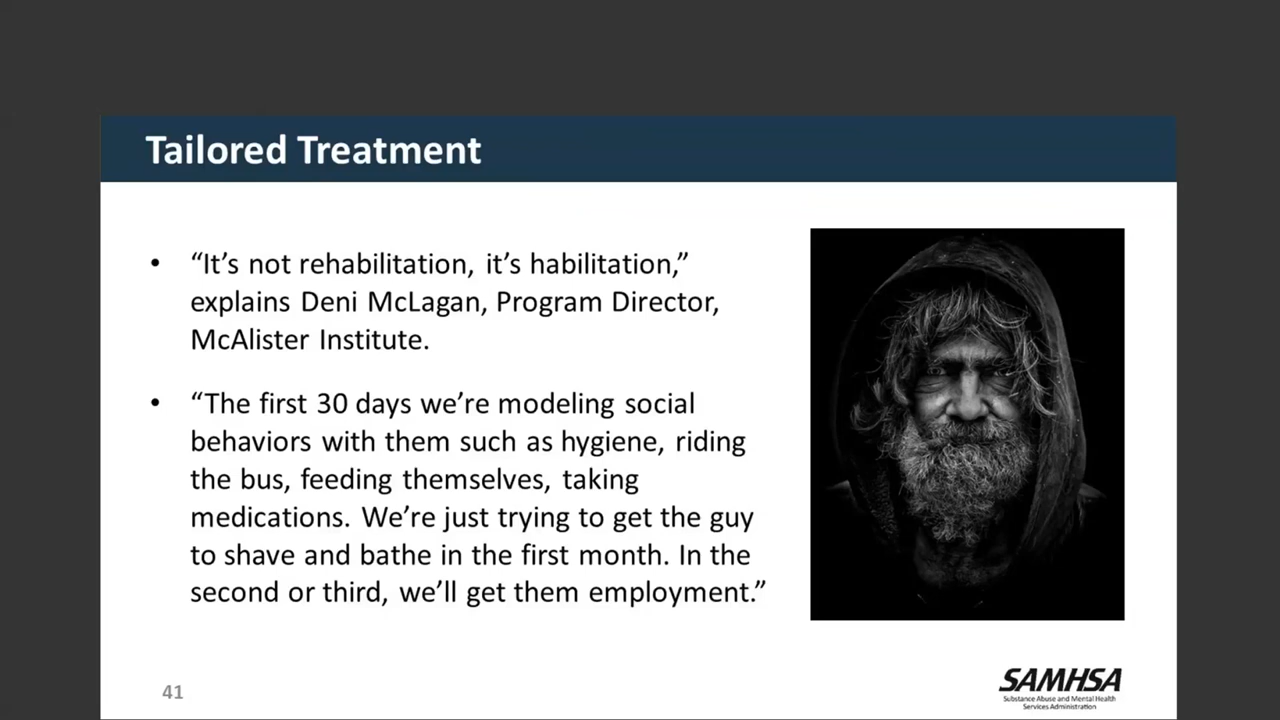 Tailored Treatment
• “It’s not rehabilitation, it’s habilitation,”
explains Deni McLagan, Program Director,
McAlister Institute.
• “The first 30 days we’re modeling social
behaviors with them such as hygiene, riding
the bus, feeding themselves, taking
medications. We’re just trying to get the guy
to shave and bathe in the first month. In the
second or third, we’ll get them employment.”
41
SAMHSA
Substance Abuse and Mental Health
Services Administration